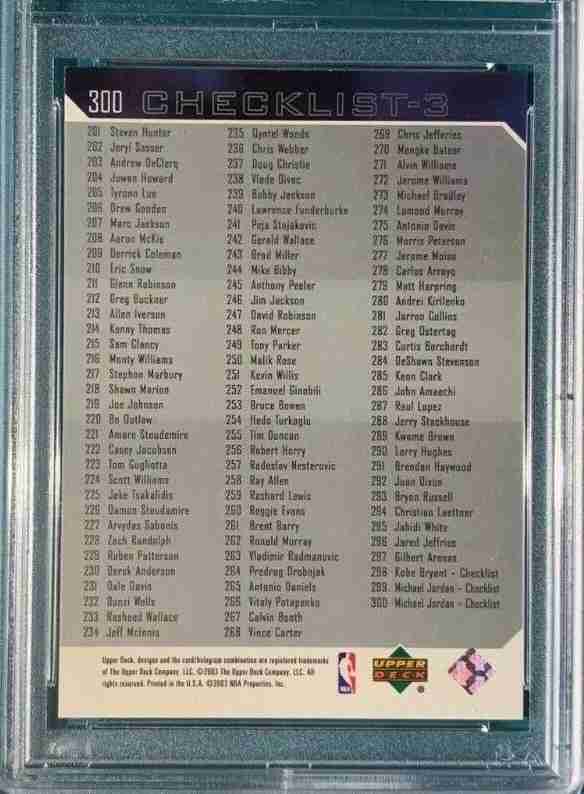 300 CHECKLIST-3
201 Steven Hunter
202 Jeryl Sasser
203 Andrew DeClerq
204 Juwan Howard
205 Tyronn Lue
206 Drew Gooden
207 Marc Jackson
208 Aaron McKie
209 Derrick Coleman
210 Eric Snow
211 Glenn Robinson
212 Greg Buckner
213 Allen Iverson
214 Kenny Thomas
215 Sam Clancy
216 Monty Williams
217 Stephon Marbury
218 Shawn Marion
219 Joe Johnson
220 Bo Outlaw
221 Amare Stoudemire
222 Casey Jacobsen
223 Tom Gugliotta
224 Scott Williams
225 Jake Tsakalidis
226 Damon Stoudamire
227 Arvydas Sabonis
228 Zach Randolph
229 Ruben Patterson
230 Derek Anderson
231 Dale Davis
232 Bonzi Wells
233 Rasheed Wallace
234 Jeff McInnis
235 Qyntel Woods
236 Chris Webber
237 Doug Christie
238 Vlade Divac
239 Bobby Jackson
240 Lawrence Funderburke
241 Peja Stojakovic
242 Gerald Wallace
243 Brad Miller
244 Mike Bibby
245 Anthony Peeler
246 Jim Jackson
247 David Robinson
248 Ron Mercer
249 Tony Parker
250 Malik Rose
251 Kevin Willis
252 Emanuel Ginobili
253 Bruce Bowen
254 Hedo Turkoglu
255 Tim Duncan
256 Robert Horry
257 Radoslav Nesterovic
258 Ray Allen
259 Rashard Lewis
260 Reggie Evans
261 Brent Barry
262 Ronald Murray
263 Vladimir Radmanovic
264 Predrag Drobnjak
265 Antonio Daniels
266 Vitaly Potapenko
267 Calvin Booth
268 Vince Carter
269 Chris Jefferies
270 Mengke Bateer
271 Alvin Williams
272 Jerome Williams
273 Michael Bradley
274 Lamond Murray
275 Antonio Davis
276 Morris Peterson
277 Jerome Moiso
278 Carlos Arroyo
279 Matt Harpring
280 Andrei Kirilenko
281 Jarron Collins
282 Greg Ostertag
283 Curtis Borchardt
284 DeShawn Stevenson
285 Keon Clark
286 John Amaechi
287 Raul Lopez
288 Jerry Stackhouse
289 Kwame Brown
290 Larry Hughes
291 Brendan Haywood
292 Juan Dixon
293 Bryon Russell
294 Christian Laettner
295 Jahidi White
296 Jared Jeffries
297 Gilbert Arenas
298 Kobe Bryant - Checklist
299 Michael Jordan - Checklist
300 Michael Jordan - Checklist
Upper Deck, designs and the card/hologram combination are registered trademarks
of The Upper Deck Company, LLC. ©2003 The Upper Deck Company, LLC. All
rights reserved. Printed in the U.S.A. ©2003 NBA Properties, Inc.
NBA
UPPER
DECK